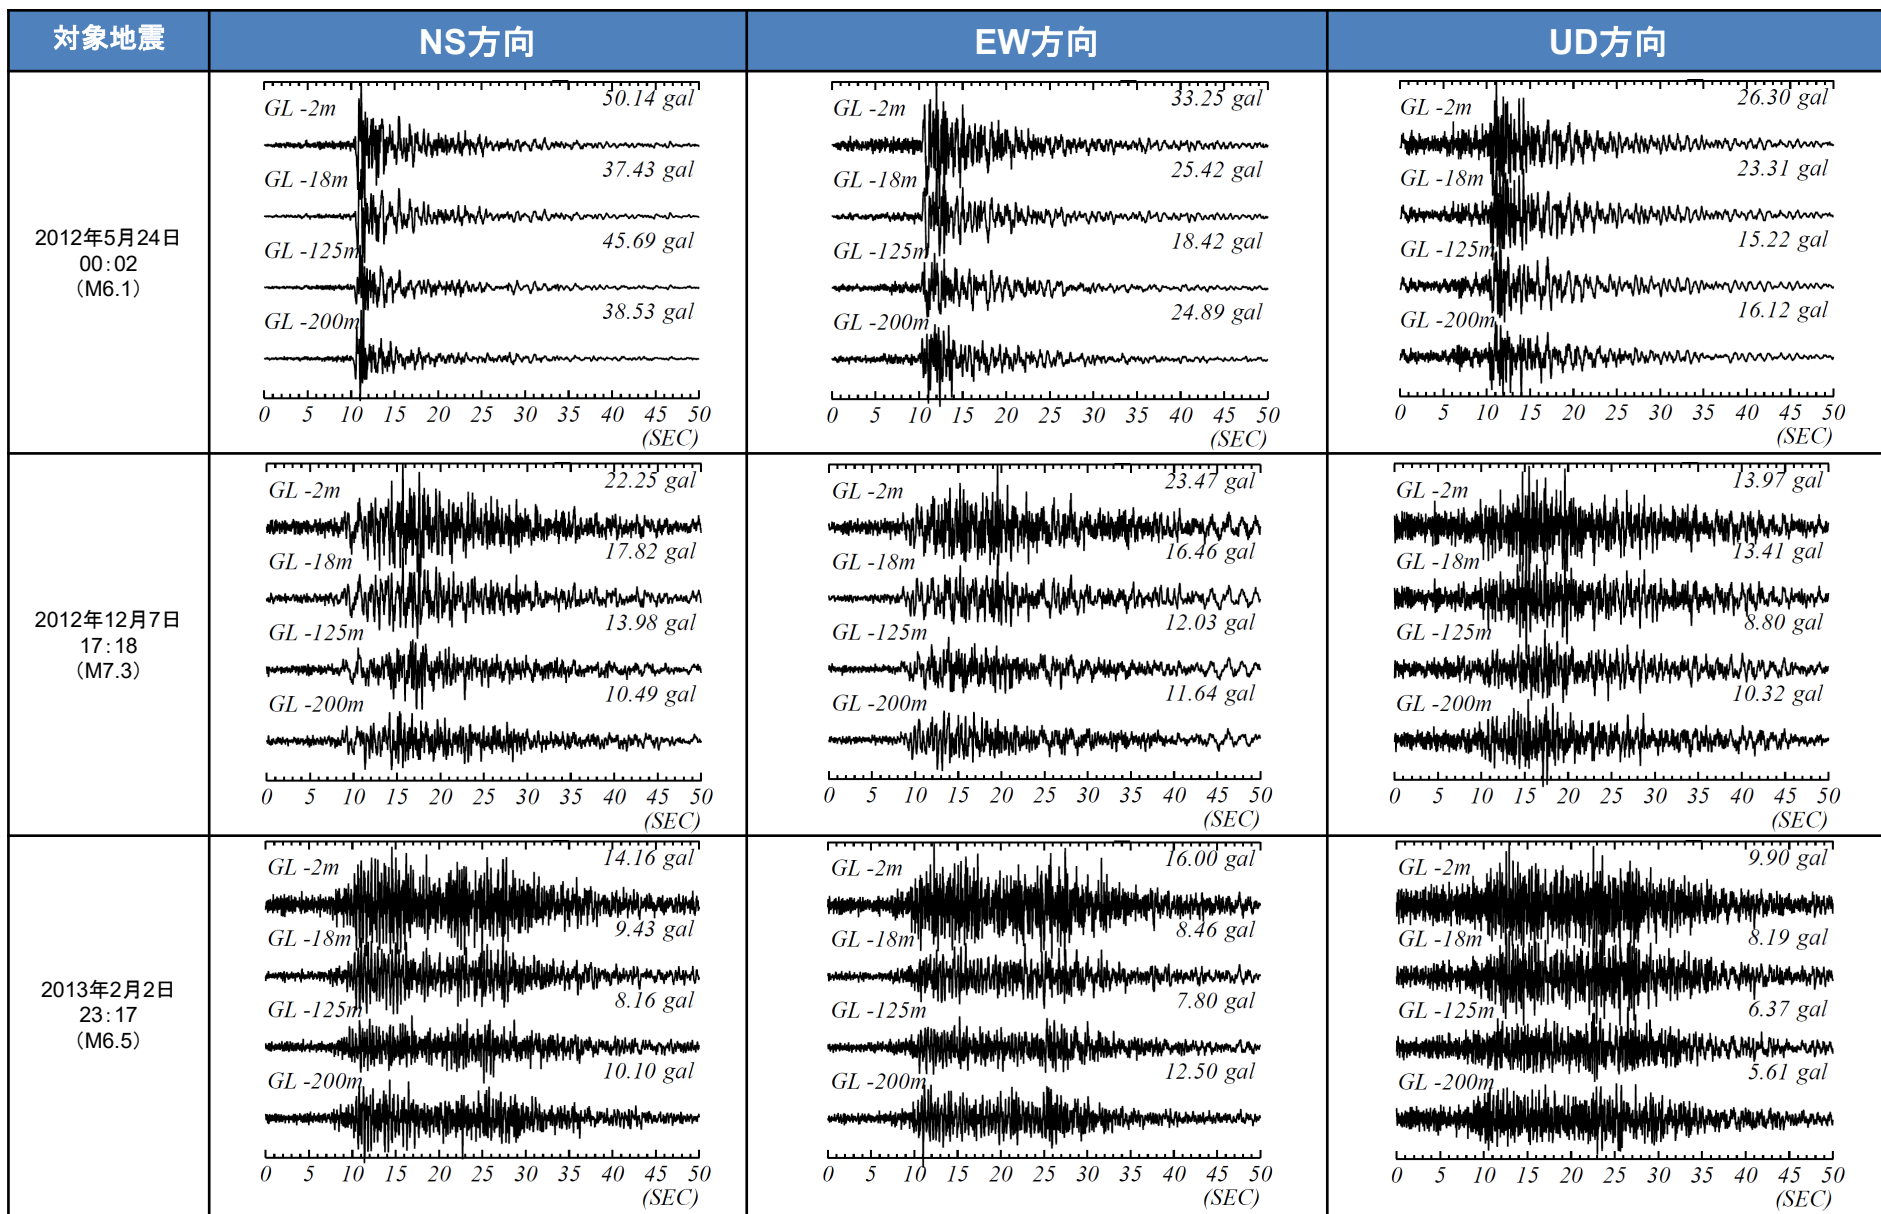 対象地震 NS方向 EW方向 UD方向
2012年5月24日
00:02
（M6.1）
GL -2m 50.14 gal
GL -18m 37.43 gal
GL -125m 45.69 gal
GL -200m 38.53 gal
0 5 10 15 20 25 30 35 40 45 50
(SEC)
GL -2m 33.25 gal
GL -18m 25.42 gal
GL -125m 18.42 gal
GL -200m 24.89 gal
0 5 10 15 20 25 30 35 40 45 50
(SEC)
GL -2m 26.30 gal
GL -18m 23.31 gal
GL -125m 15.22 gal
GL -200m 16.12 gal
0 5 10 15 20 25 30 35 40 45 50
(SEC)
2012年12月7日
17:18
（M7.3）
GL -2m 22.25 gal
GL -18m 17.82 gal
GL -125m 13.98 gal
GL -200m 10.49 gal
0 5 10 15 20 25 30 35 40 45 50
(SEC)
GL -2m 23.47 gal
GL -18m 16.46 gal
GL -125m 12.03 gal
GL -200m 11.64 gal
0 5 10 15 20 25 30 35 40 45 50
(SEC)
GL -2m 13.97 gal
GL -18m 13.41 gal
GL -125m 8.80 gal
GL -200m 10.32 gal
0 5 10 15 20 25 30 35 40 45 50
(SEC)
2013年2月2日
23:17
（M6.5）
GL -2m 14.16 gal
GL -18m 9.43 gal
GL -125m 8.16 gal
GL -200m 10.10 gal
0 5 10 15 20 25 30 35 40 45 50
(SEC)
GL -2m 16.00 gal
GL -18m 8.46 gal
GL -125m 7.80 gal
GL -200m 12.50 gal
0 5 10 15 20 25 30 35 40 45 50
(SEC)
GL -2m 9.90 gal
GL -18m 8.19 gal
GL -125m 6.37 gal
GL -200m 5.61 gal
0 5 10 15 20 25 30 35 40 45 50
(SEC)